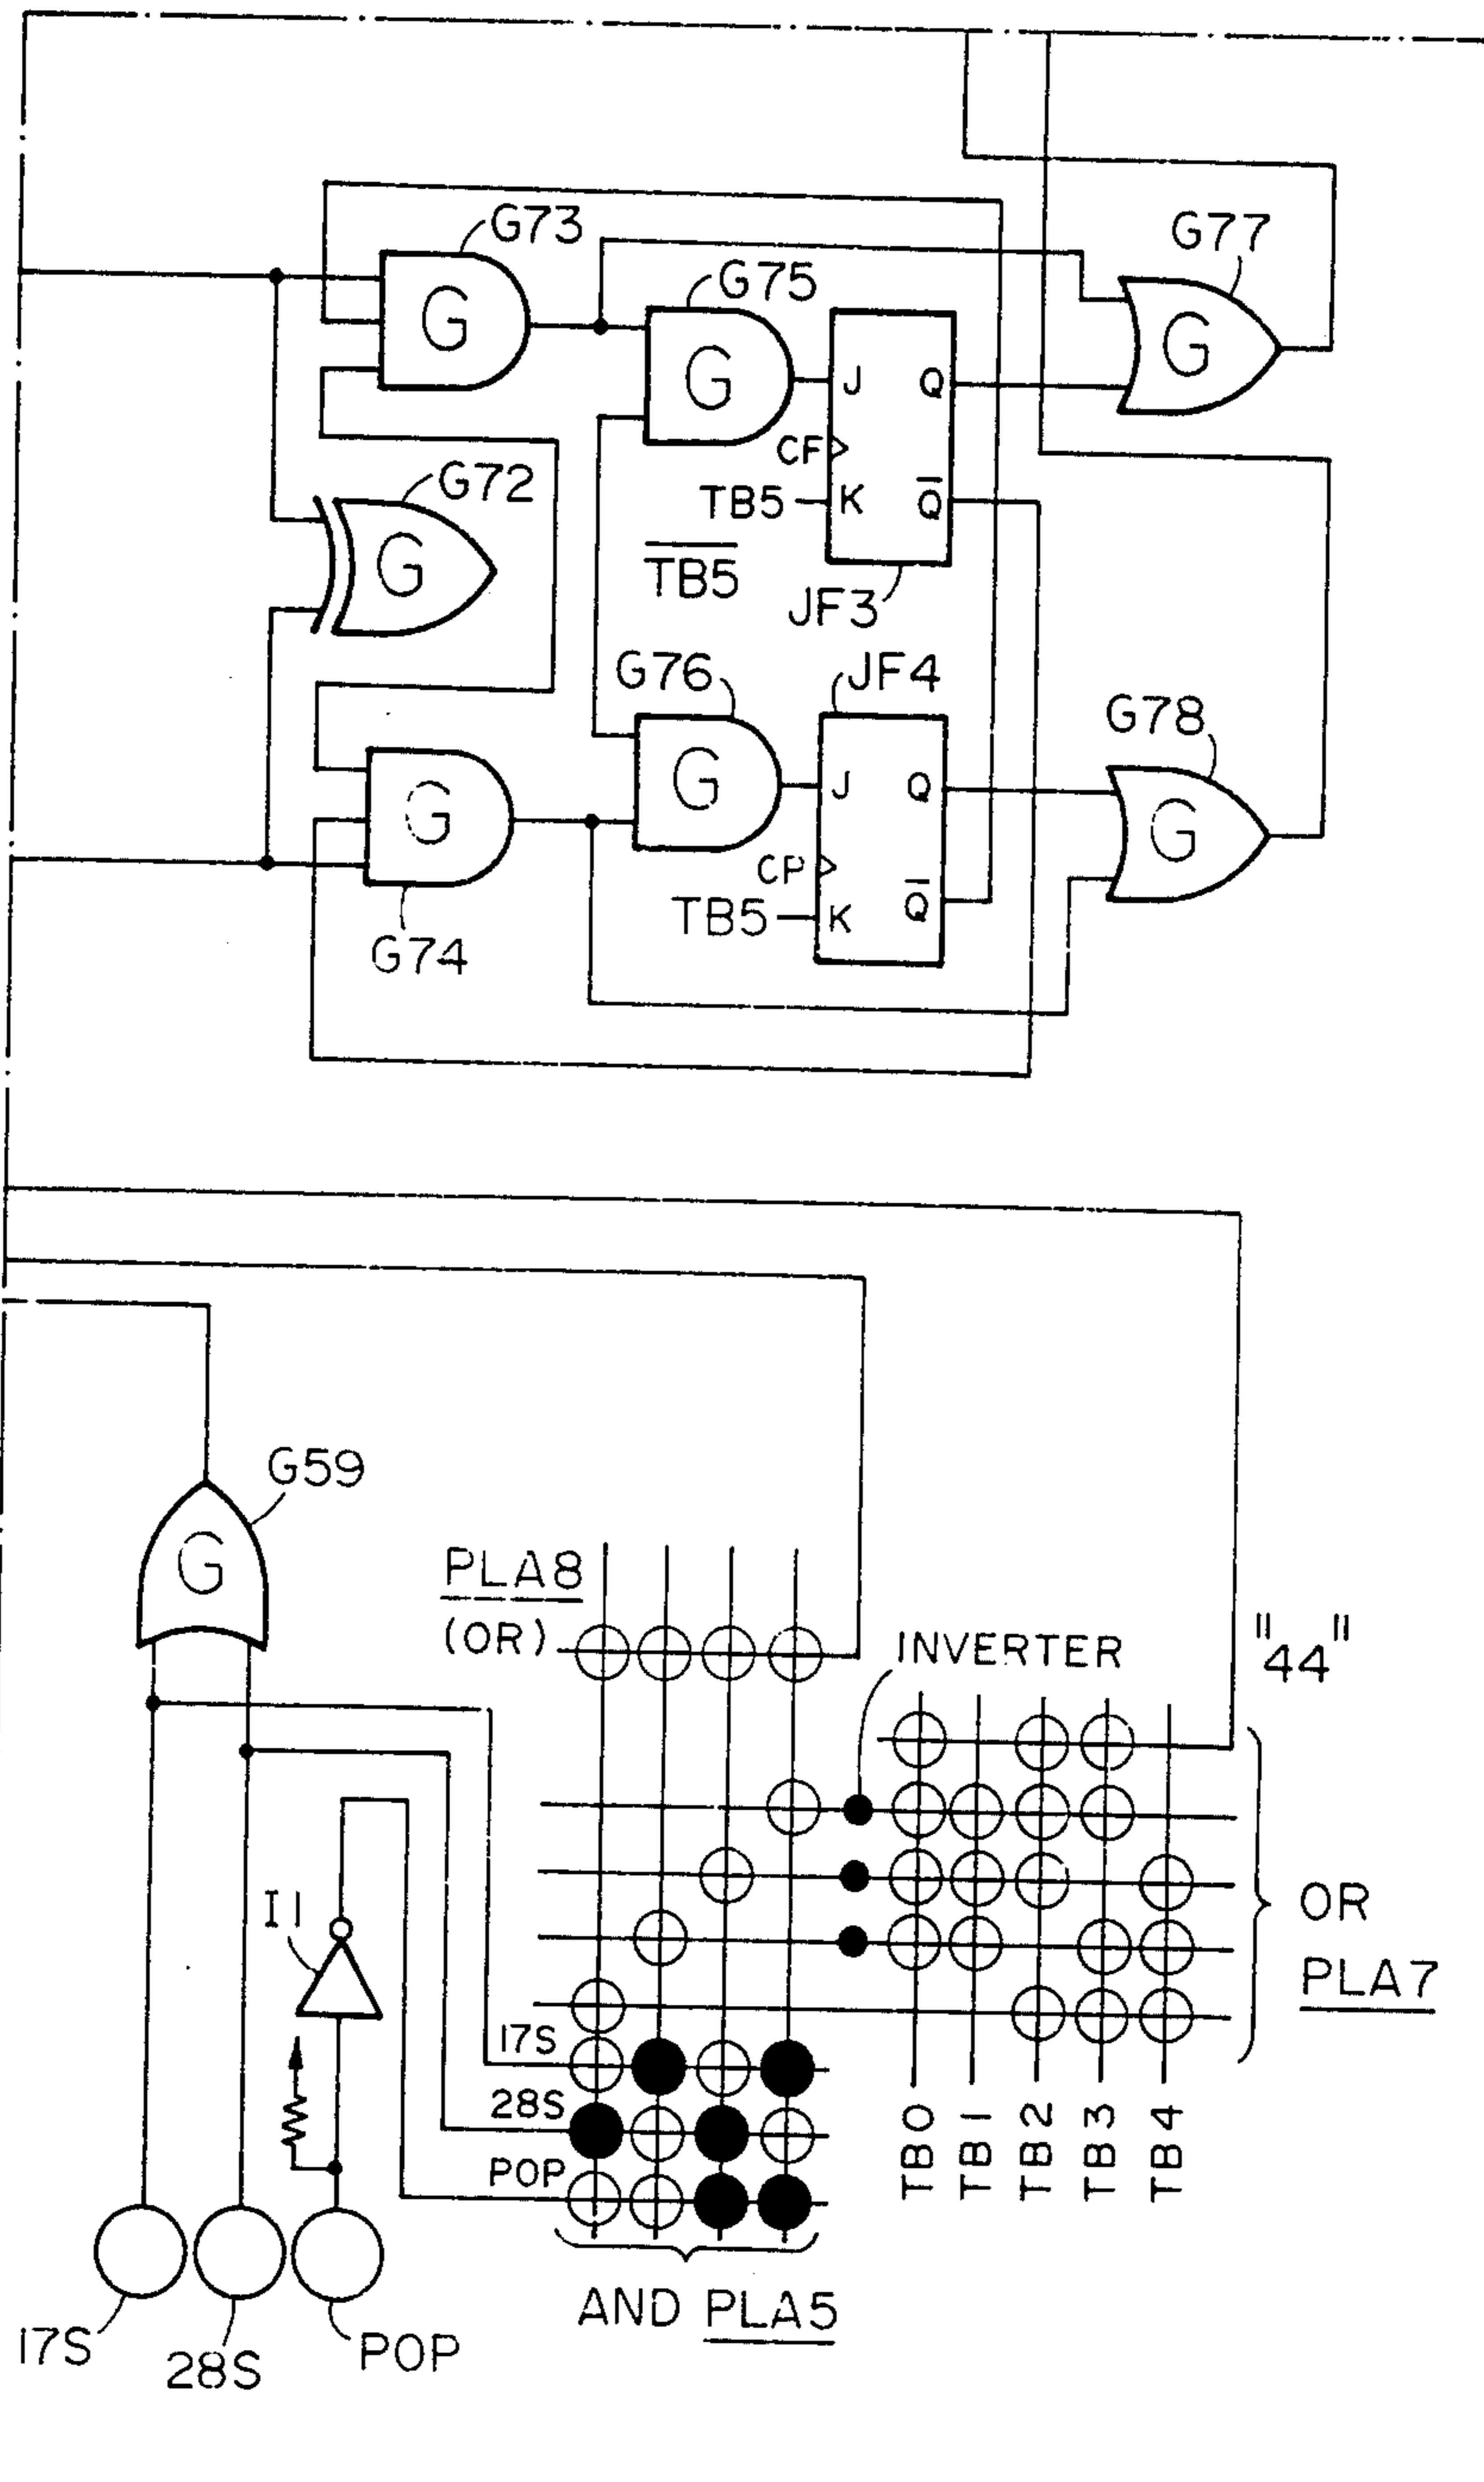 G73
G77
G
G75
G
G
G
J
Q
CF
G72
TB5
K
Q̅
G
T̅B̅5̅
JF3
G76
JF4
G78
G
J
Q
G
G
CP
TB5
K
Q̅
G74
G59
G
PLA8
(OR)
INVERTER
"44"
I1
OR
PLA7
17S
28S
POP
TB0
TB1
TB2
TB3
TB4
AND PLA5
17S
28S
POP